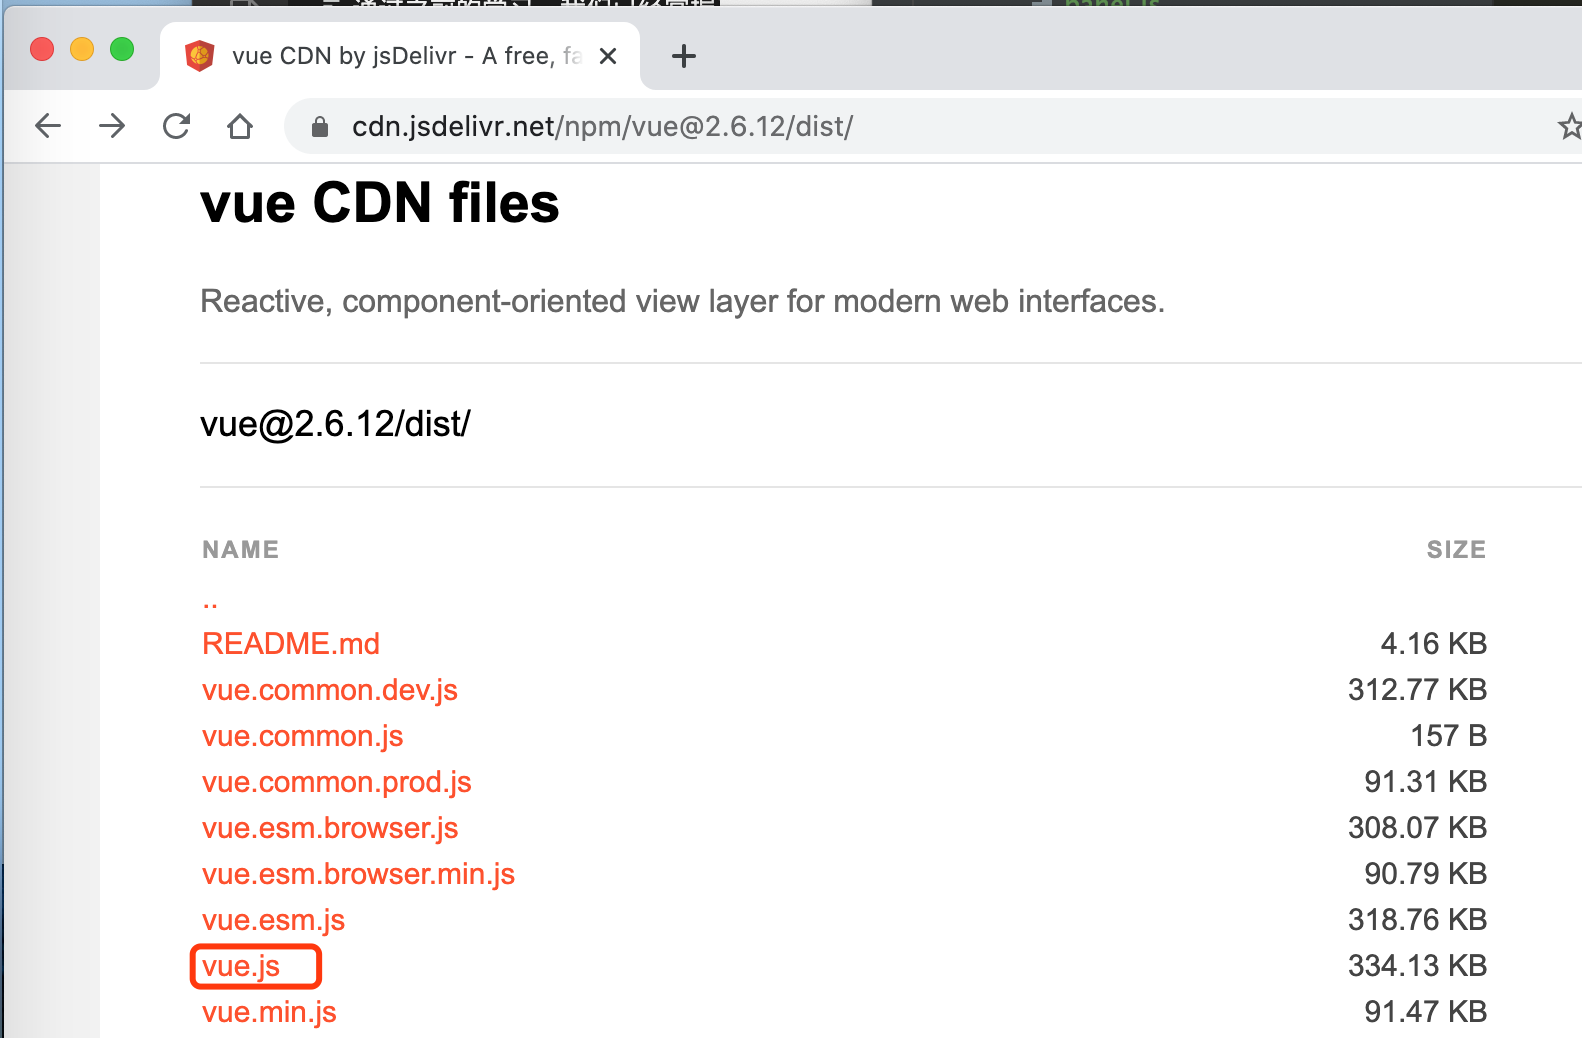 panel.js
vue CDN by jsDelivr - A free, fa
cdn.jsdelivr.net/npm/vue@2.6.12/dist/
vue CDN files
Reactive, component-oriented view layer for modern web interfaces.
vue@2.6.12/dist/
NAME SIZE
..
README.md 4.16 KB
vue.common.dev.js 312.77 KB
vue.common.js 157 B
vue.common.prod.js 91.31 KB
vue.esm.browser.js 308.07 KB
vue.esm.browser.min.js 90.79 KB
vue.esm.js 318.76 KB
vue.js 334.13 KB
vue.min.js 91.47 KB